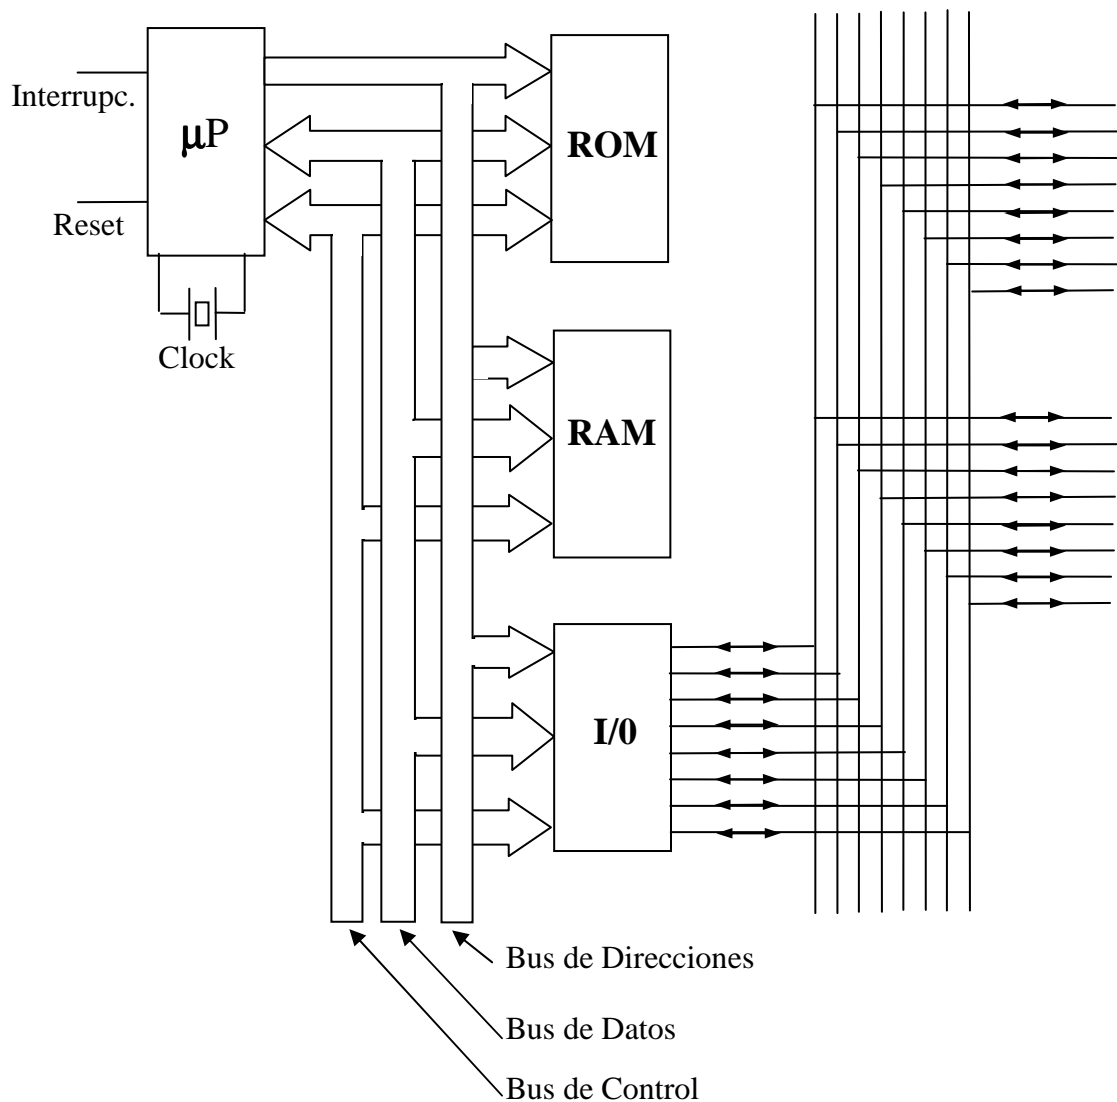 Interrupc.
μP
ROM
Reset
Clock
RAM
I/0
Bus de Direcciones
Bus de Datos
Bus de Control